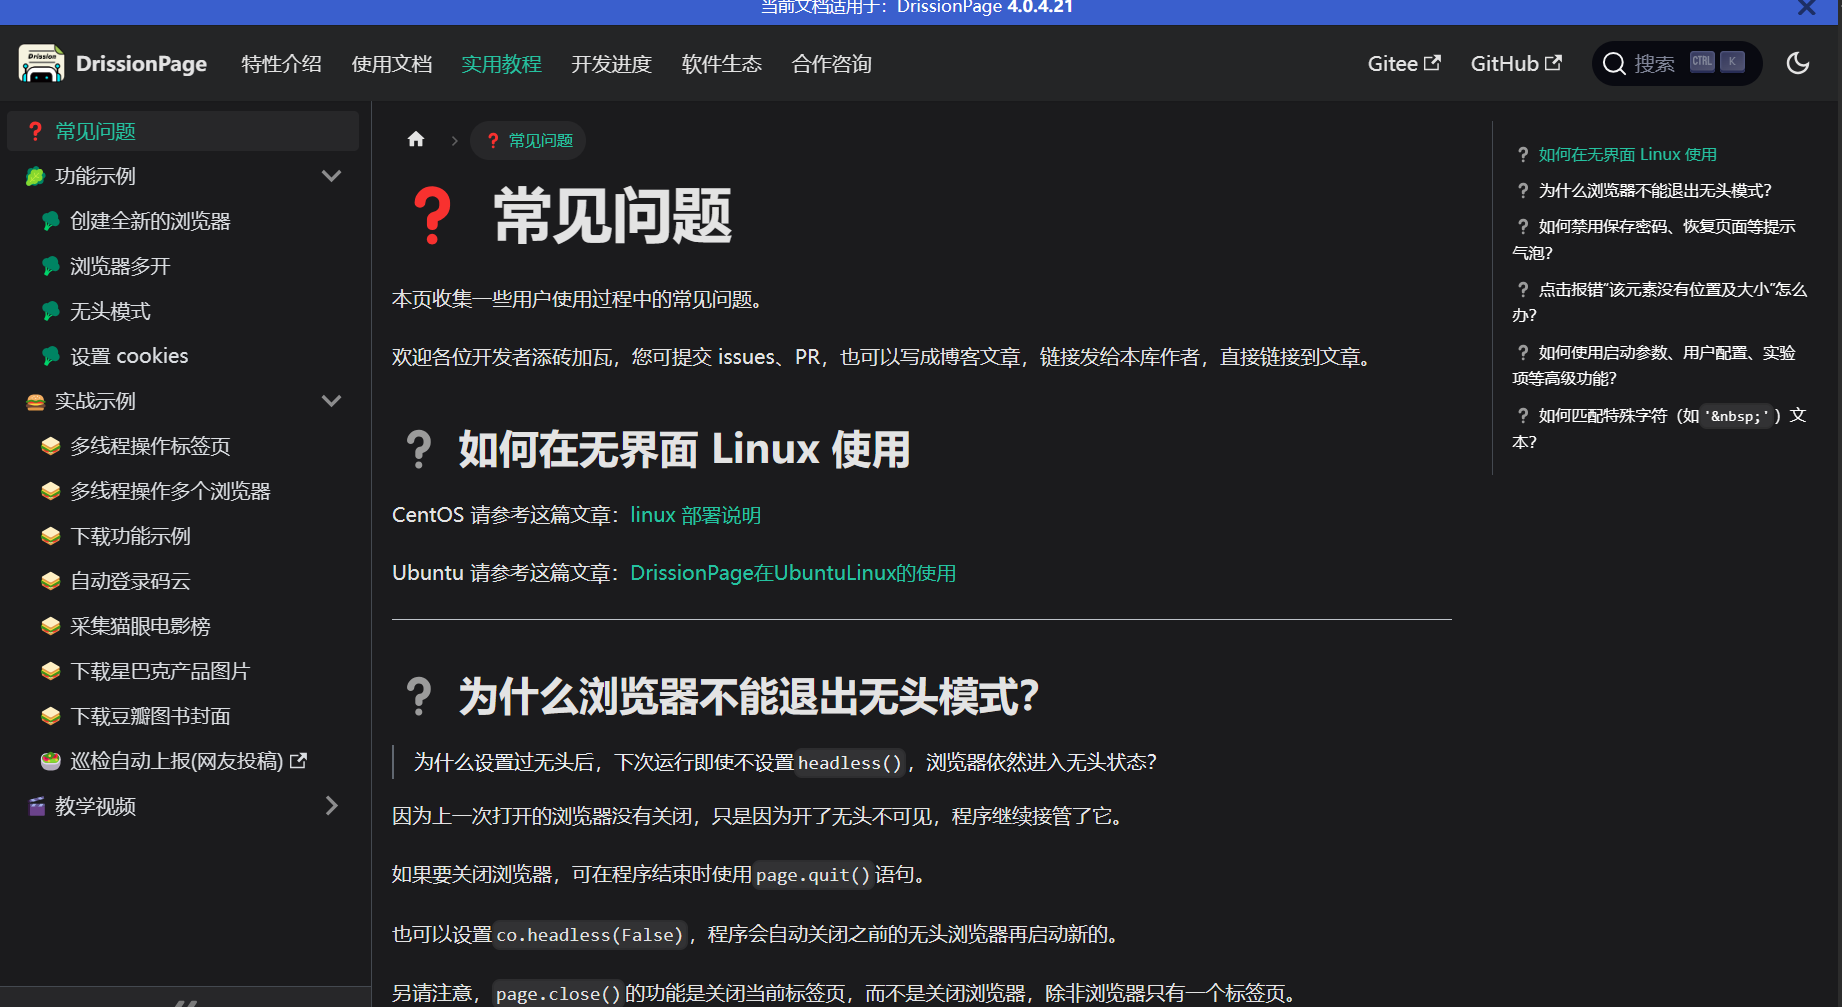 当前文档适用于：DrissionPage 4.0.4.21
Drission
DrissionPage
特性介绍
使用文档
实用教程
开发进度
软件生态
合作咨询
Gitee
GitHub
搜索
CTRL
K
常见问题
功能示例
创建全新的浏览器
浏览器多开
无头模式
设置 cookies
实战示例
多线程操作标签页
多线程操作多个浏览器
下载功能示例
自动登录码云
采集猫眼电影榜
下载星巴克产品图片
下载豆瓣图书封面
巡检自动上报(网友投稿)
教学视频
❓ 常见问题
❓ 常见问题
本页收集一些用户使用过程中的常见问题。
欢迎各位开发者添砖加瓦，您可提交 issues、PR，也可以写成博客文章，链接发给本库作者，直接链接到文章。
❔ 如何在无界面 Linux 使用
CentOS 请参考这篇文章：linux 部署说明
Ubuntu 请参考这篇文章：DrissionPage在UbuntuLinux的使用
❔ 为什么浏览器不能退出无头模式？
为什么设置过无头后，下次运行即使不设置headless()，浏览器依然进入无头状态？
因为上一次打开的浏览器没有关闭，只是因为开了无头不可见，程序继续接管了它。
如果要关闭浏览器，可在程序结束时使用page.quit()语句。
也可以设置co.headless(False)，程序会自动关闭之前的无头浏览器再启动新的。
另请注意，page.close()的功能是关闭当前标签页，而不是关闭浏览器，除非浏览器只有一个标签页。
❔ 如何在无界面 Linux 使用
❔ 为什么浏览器不能退出无头模式？
❔ 如何禁用保存密码、恢复页面等提示
气泡？
❔ 点击报错“该元素没有位置及大小”怎么
办？
❔ 如何使用启动参数、用户配置、实验
项等高级功能？
❔ 如何匹配特殊字符（如'&nbsp;'）文
本？